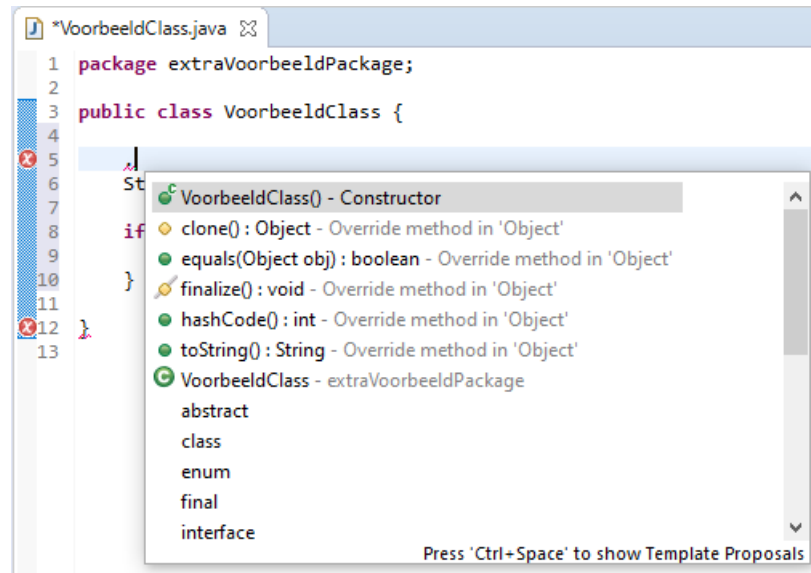 *VoorbeeldClass.java
1 package extraVoorbeeldPackage;
2
3 public class VoorbeeldClass {
4
5 ,
6 St
7
8 if
9
10 }
11
12 }
13
VoorbeeldClass() - Constructor
clone() : Object - Override method in 'Object'
equals(Object obj) : boolean - Override method in 'Object'
finalize() : void - Override method in 'Object'
hashCode() : int - Override method in 'Object'
toString() : String - Override method in 'Object'
VoorbeeldClass - extraVoorbeeldPackage
abstract
class
enum
final
interface
Press 'Ctrl+Space' to show Template Proposals